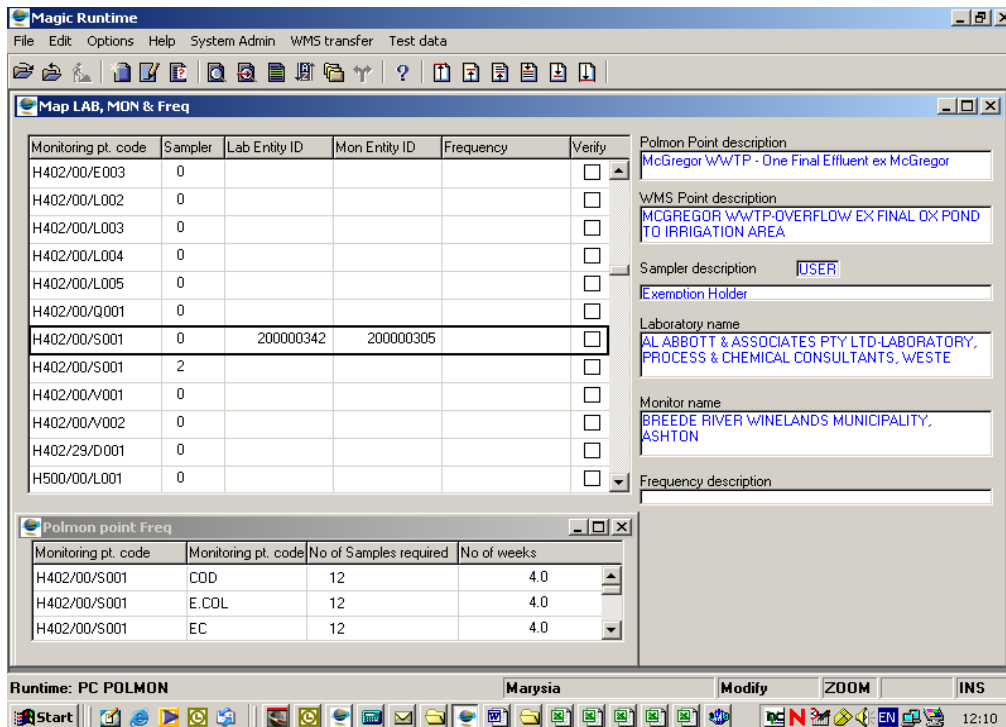 Magic Runtime
File Edit Options Help System Admin WMS transfer Test data
Map LAB, MON & Freq
Monitoring pt. code Sampler Lab Entity ID Mon Entity ID Frequency Verify
H402/00/E003 0
H402/00/L002 0
H402/00/L003 0
H402/00/L004 0
H402/00/L005 0
H402/00/Q001 0
H402/00/S001 0 200000342 200000305
H402/00/S001 2
H402/00/V001 0
H402/00/V002 0
H402/29/D001 0
H500/00/L001 0
Polmon Point description
McGregor WWTP - One Final Effluent ex McGregor
WMS Point description
MCGREGOR WWTP-OVERFLOW EX FINAL OX POND
TO IRRIGATION AREA
Sampler description USER
Exemption Holder
Laboratory name
AL ABBOTT & ASSOCIATES PTY LTD-LABORATORY,
PROCESS & CHEMICAL CONSULTANTS, WESTE
Monitor name
BREEDE RIVER WINELANDS MUNICIPALITY,
ASHTON
Frequency description
Polmon point Freq
Monitoring pt. code Monitoring pt. code No of Samples required No of weeks
H402/00/S001 COD 12 4.0
H402/00/S001 E.COL 12 4.0
H402/00/S001 EC 12 4.0
Runtime: PC POLMON Marysia Modify ZOOM INS
Start EN 12:10